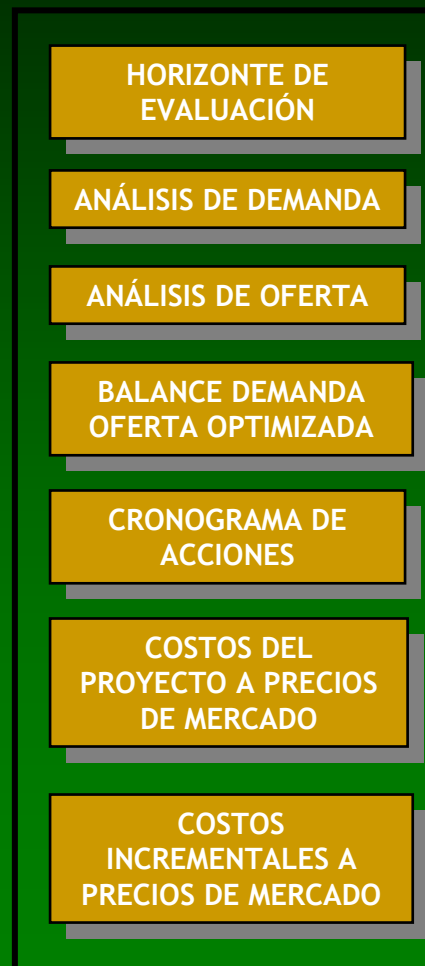 HORIZONTE DE
EVALUACIÓN
ANÁLISIS DE DEMANDA
ANÁLISIS DE OFERTA
BALANCE DEMANDA
OFERTA OPTIMIZADA
CRONOGRAMA DE
ACCIONES
COSTOS DEL
PROYECTO A PRECIOS
DE MERCADO
COSTOS
INCREMENTALES A
PRECIOS DE MERCADO